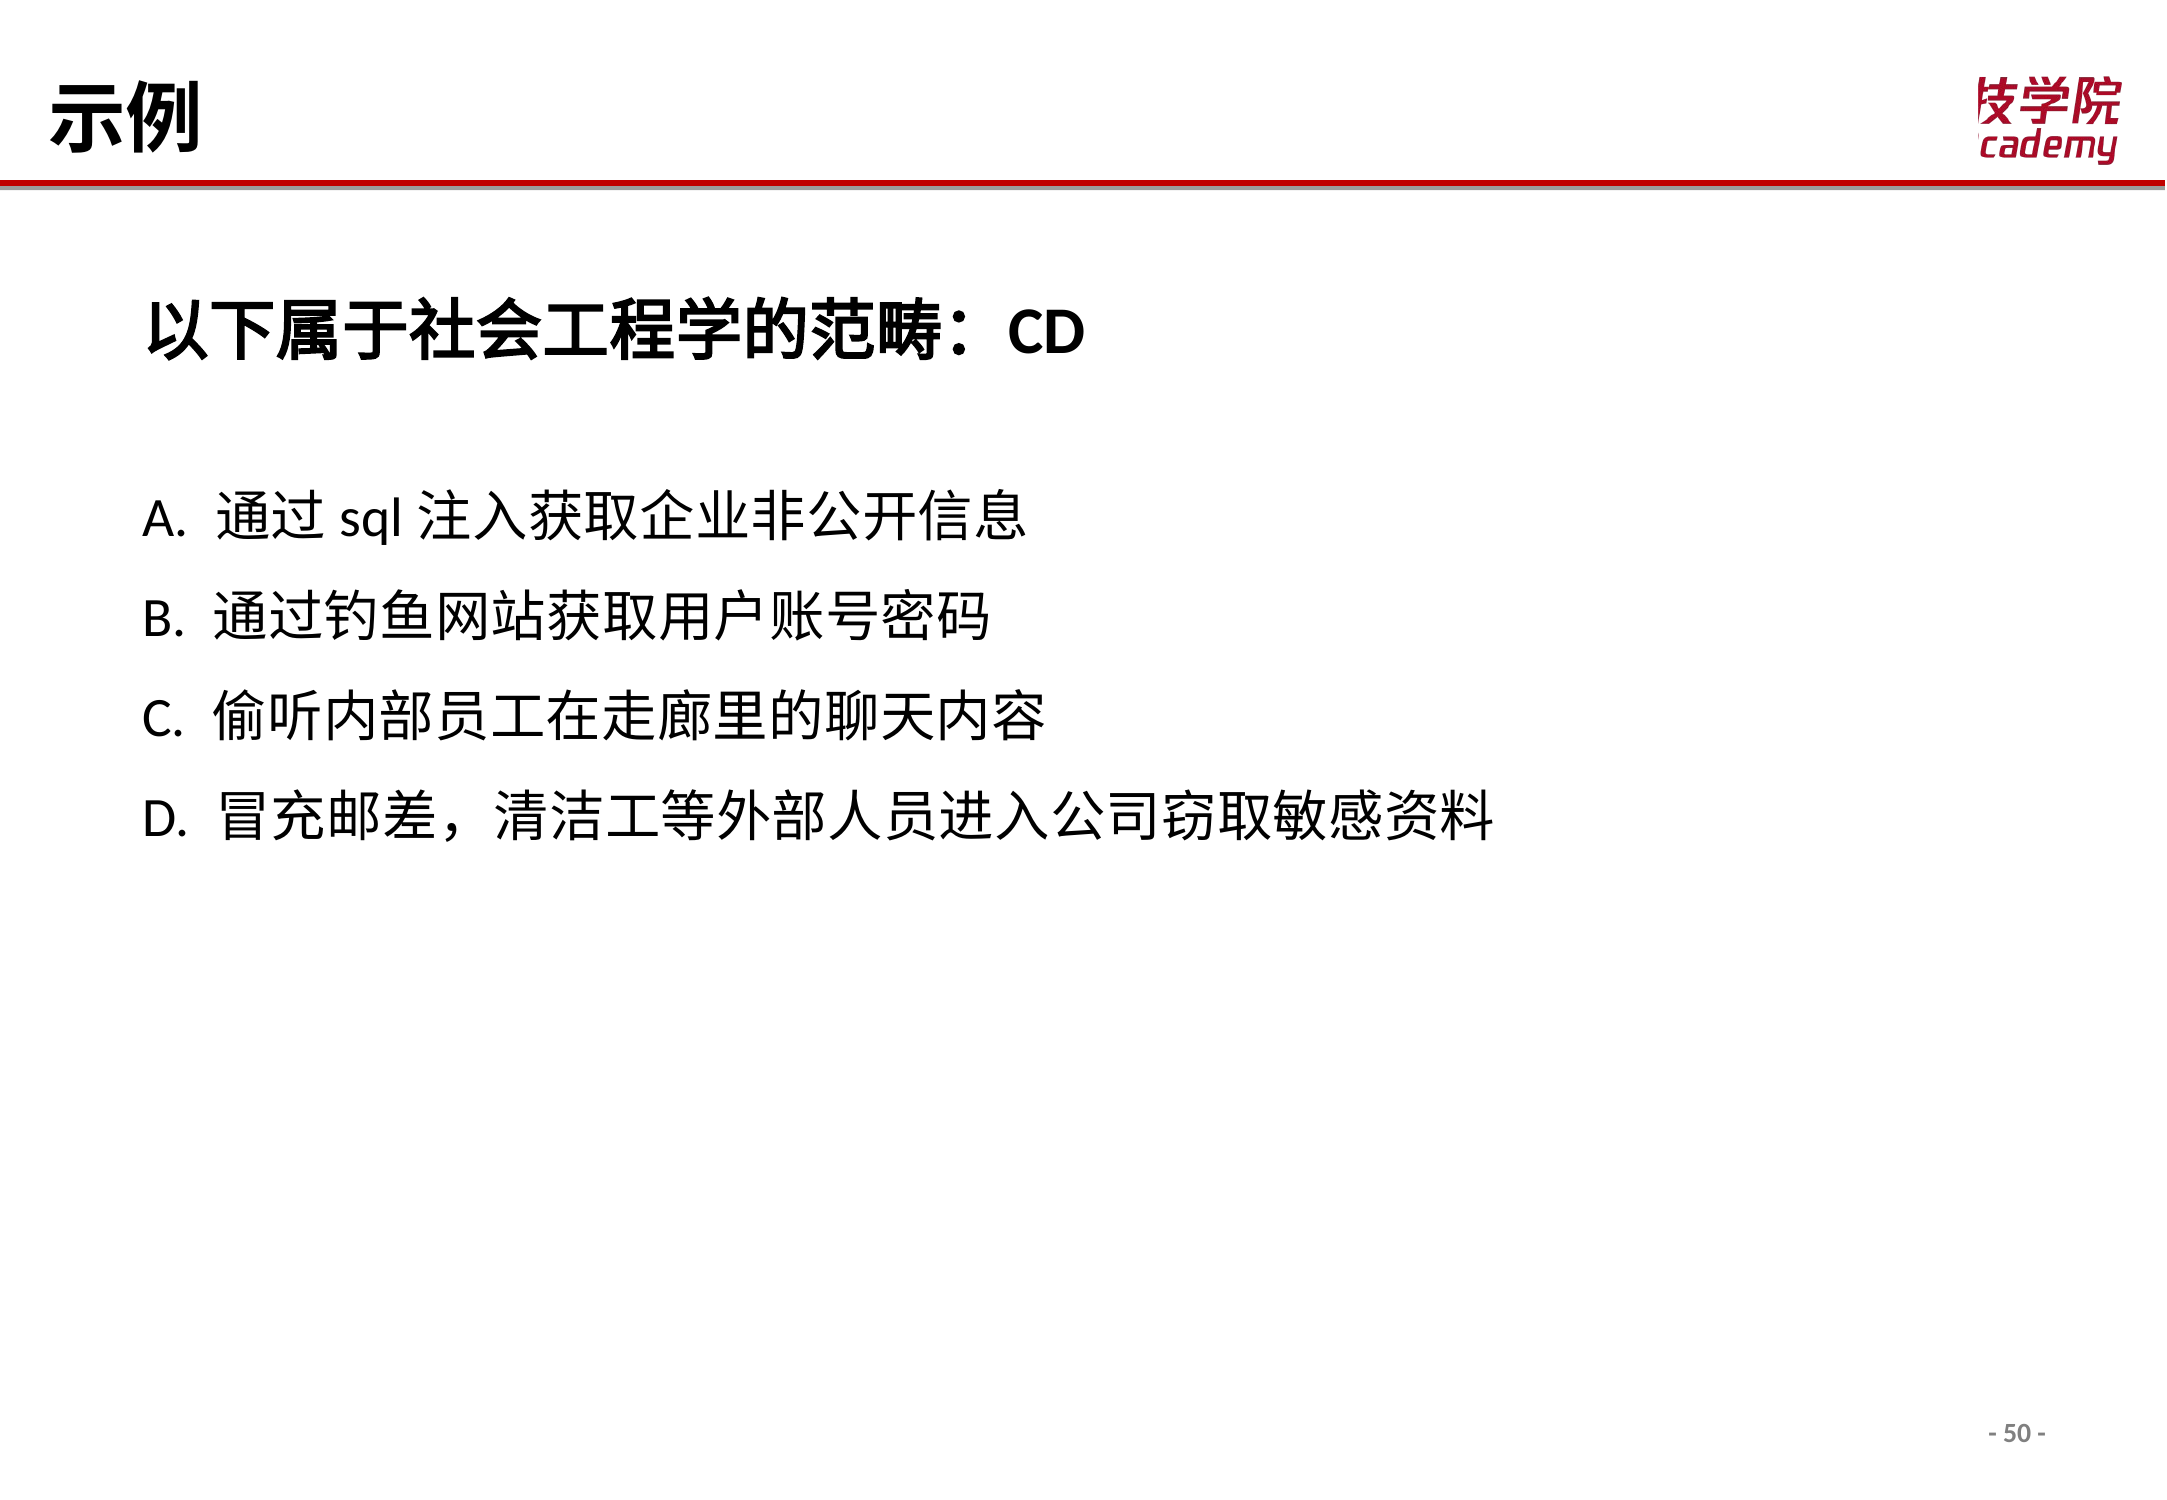 示例
技学院
cademy
以下属于社会工程学的范畴：CD
A. 通过 sql 注入获取企业非公开信息
B. 通过钓鱼网站获取用户账号密码
C. 偷听内部员工在走廊里的聊天内容
D. 冒充邮差，清洁工等外部人员进入公司窃取敏感资料
- 50 -